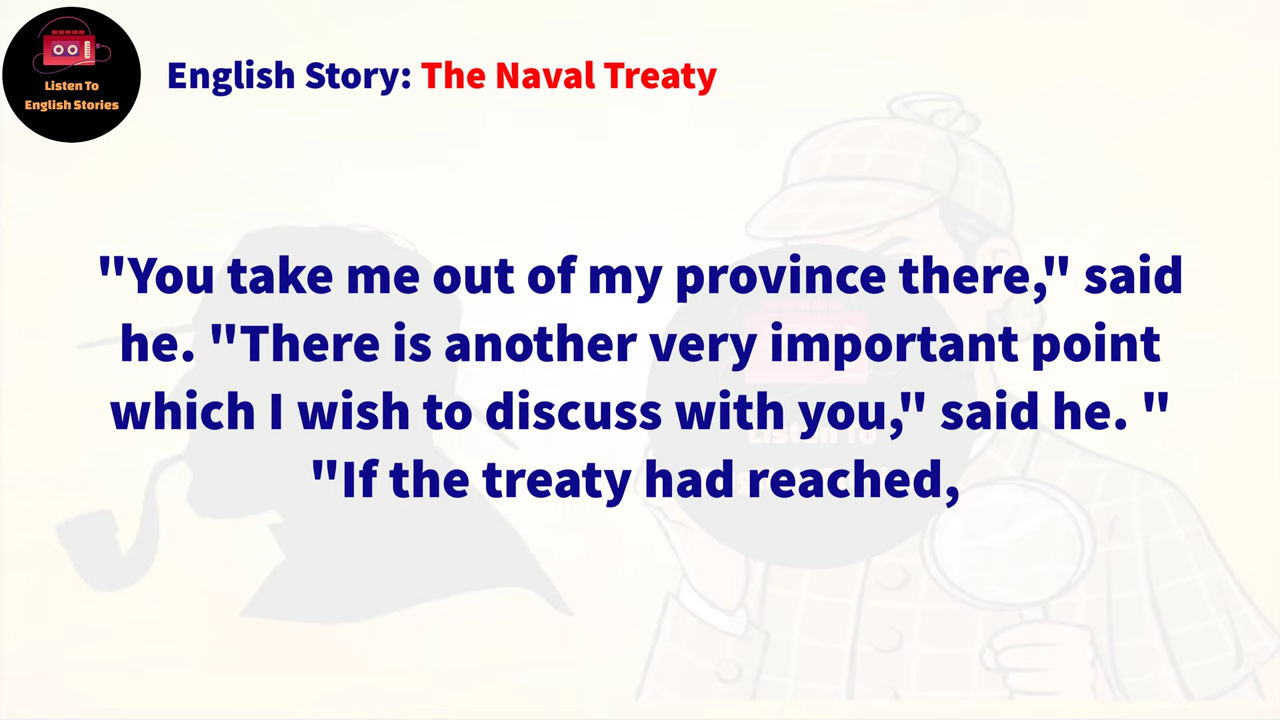 Listen To
English Stories
English Story: The Naval Treaty
"You take me out of my province there," said
he. "There is another very important point
which I wish to discuss with you," said he. "
"If the treaty had reached,
Listen To